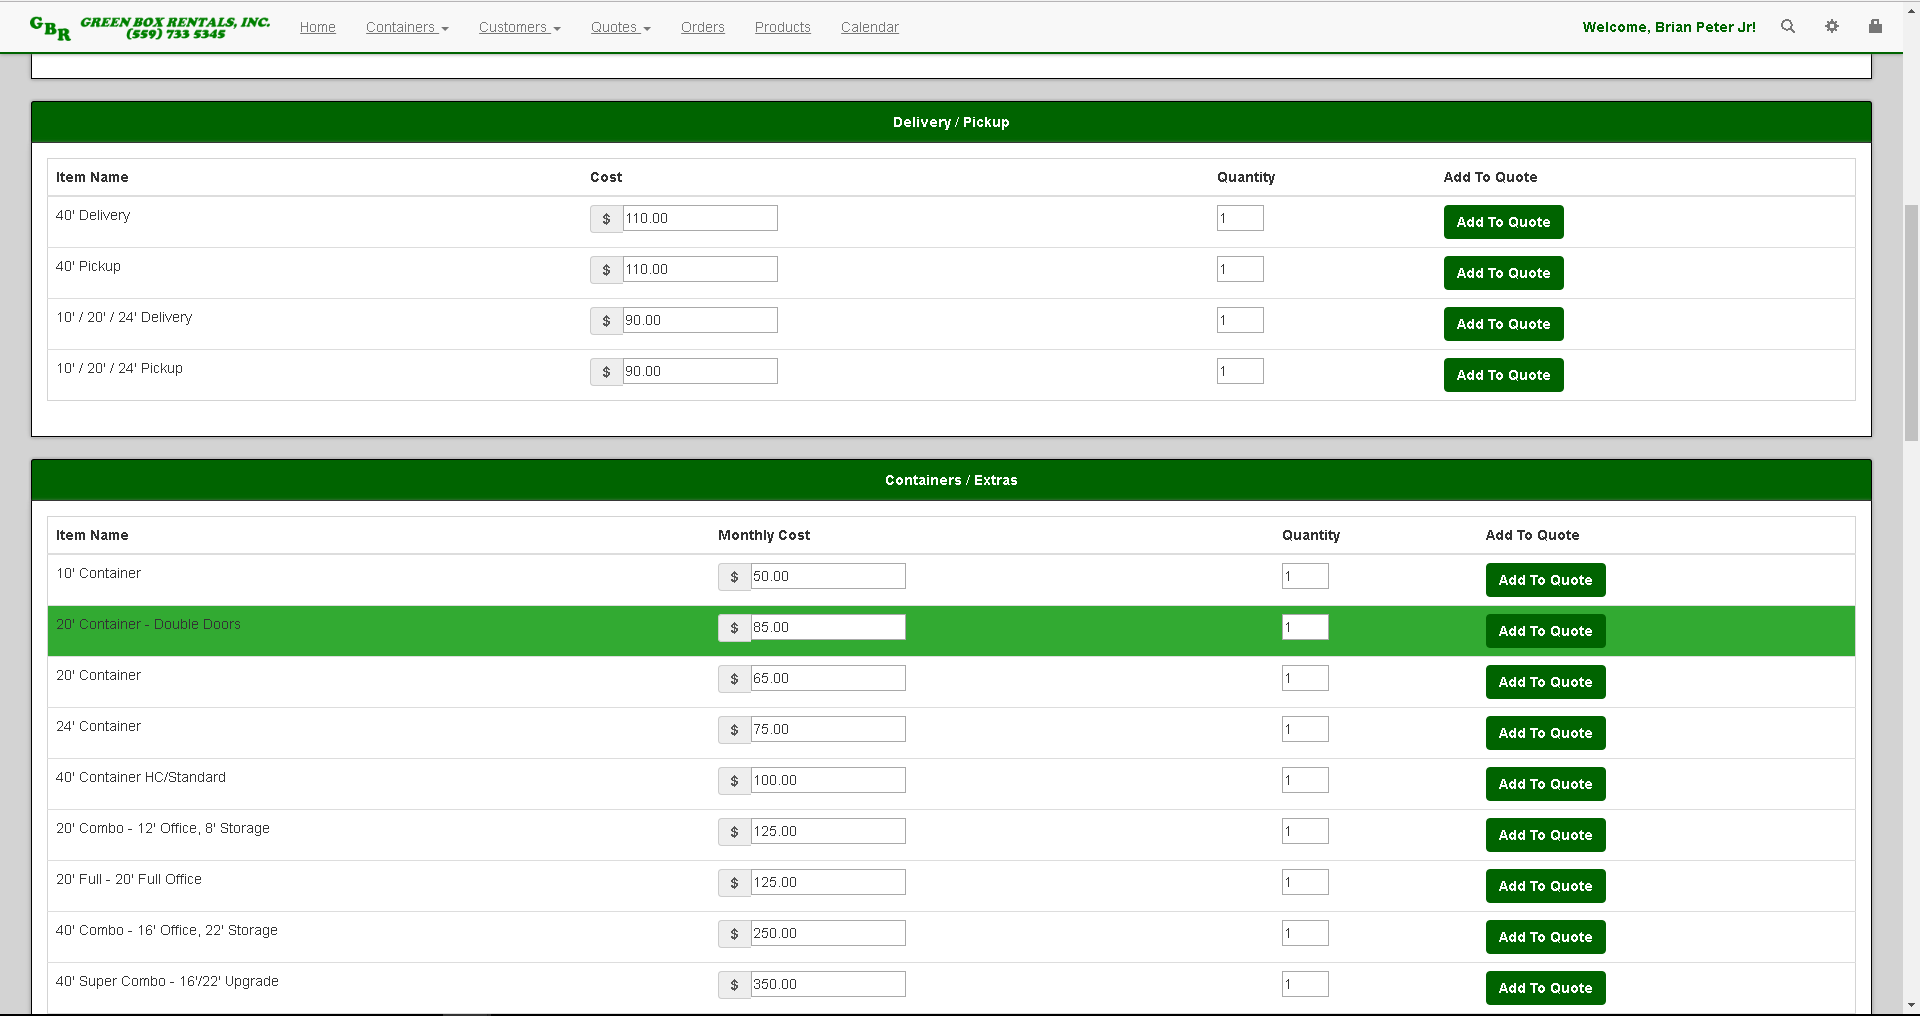 GBR GREEN BOX RENTALS, INC.
(559) 733 5345
Home Containers Customers Quotes Orders Products Calendar Welcome, Brian Peter Jr!
Delivery / Pickup
Item Name Cost Quantity Add To Quote
40' Delivery $ 110.00 1 Add To Quote
40' Pickup $ 110.00 1 Add To Quote
10' / 20' / 24' Delivery $ 90.00 1 Add To Quote
10' / 20' / 24' Pickup $ 90.00 1 Add To Quote
Containers / Extras
Item Name Monthly Cost Quantity Add To Quote
10' Container $ 50.00 1 Add To Quote
20' Container - Double Doors $ 85.00 1 Add To Quote
20' Container $ 65.00 1 Add To Quote
24' Container $ 75.00 1 Add To Quote
40' Container HC/Standard $ 100.00 1 Add To Quote
20' Combo - 12' Office, 8' Storage $ 125.00 1 Add To Quote
20' Full - 20' Full Office $ 125.00 1 Add To Quote
40' Combo - 16' Office, 22' Storage $ 250.00 1 Add To Quote
40' Super Combo - 16'/22' Upgrade $ 350.00 1 Add To Quote